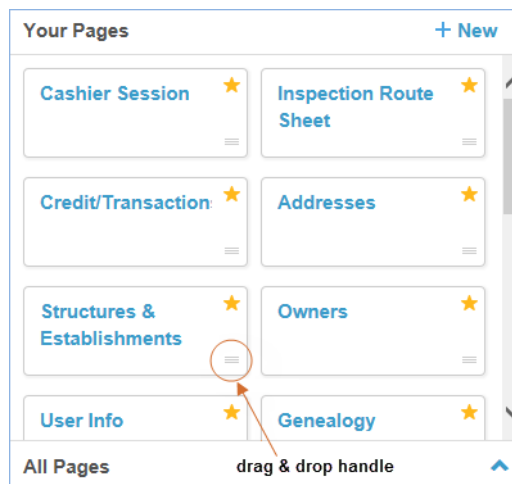 Your Pages + New
Cashier Session
Inspection Route
Sheet
Credit/Transaction
Addresses
Structures &
Establishments
Owners
User Info
Genealogy
All Pages
drag & drop handle